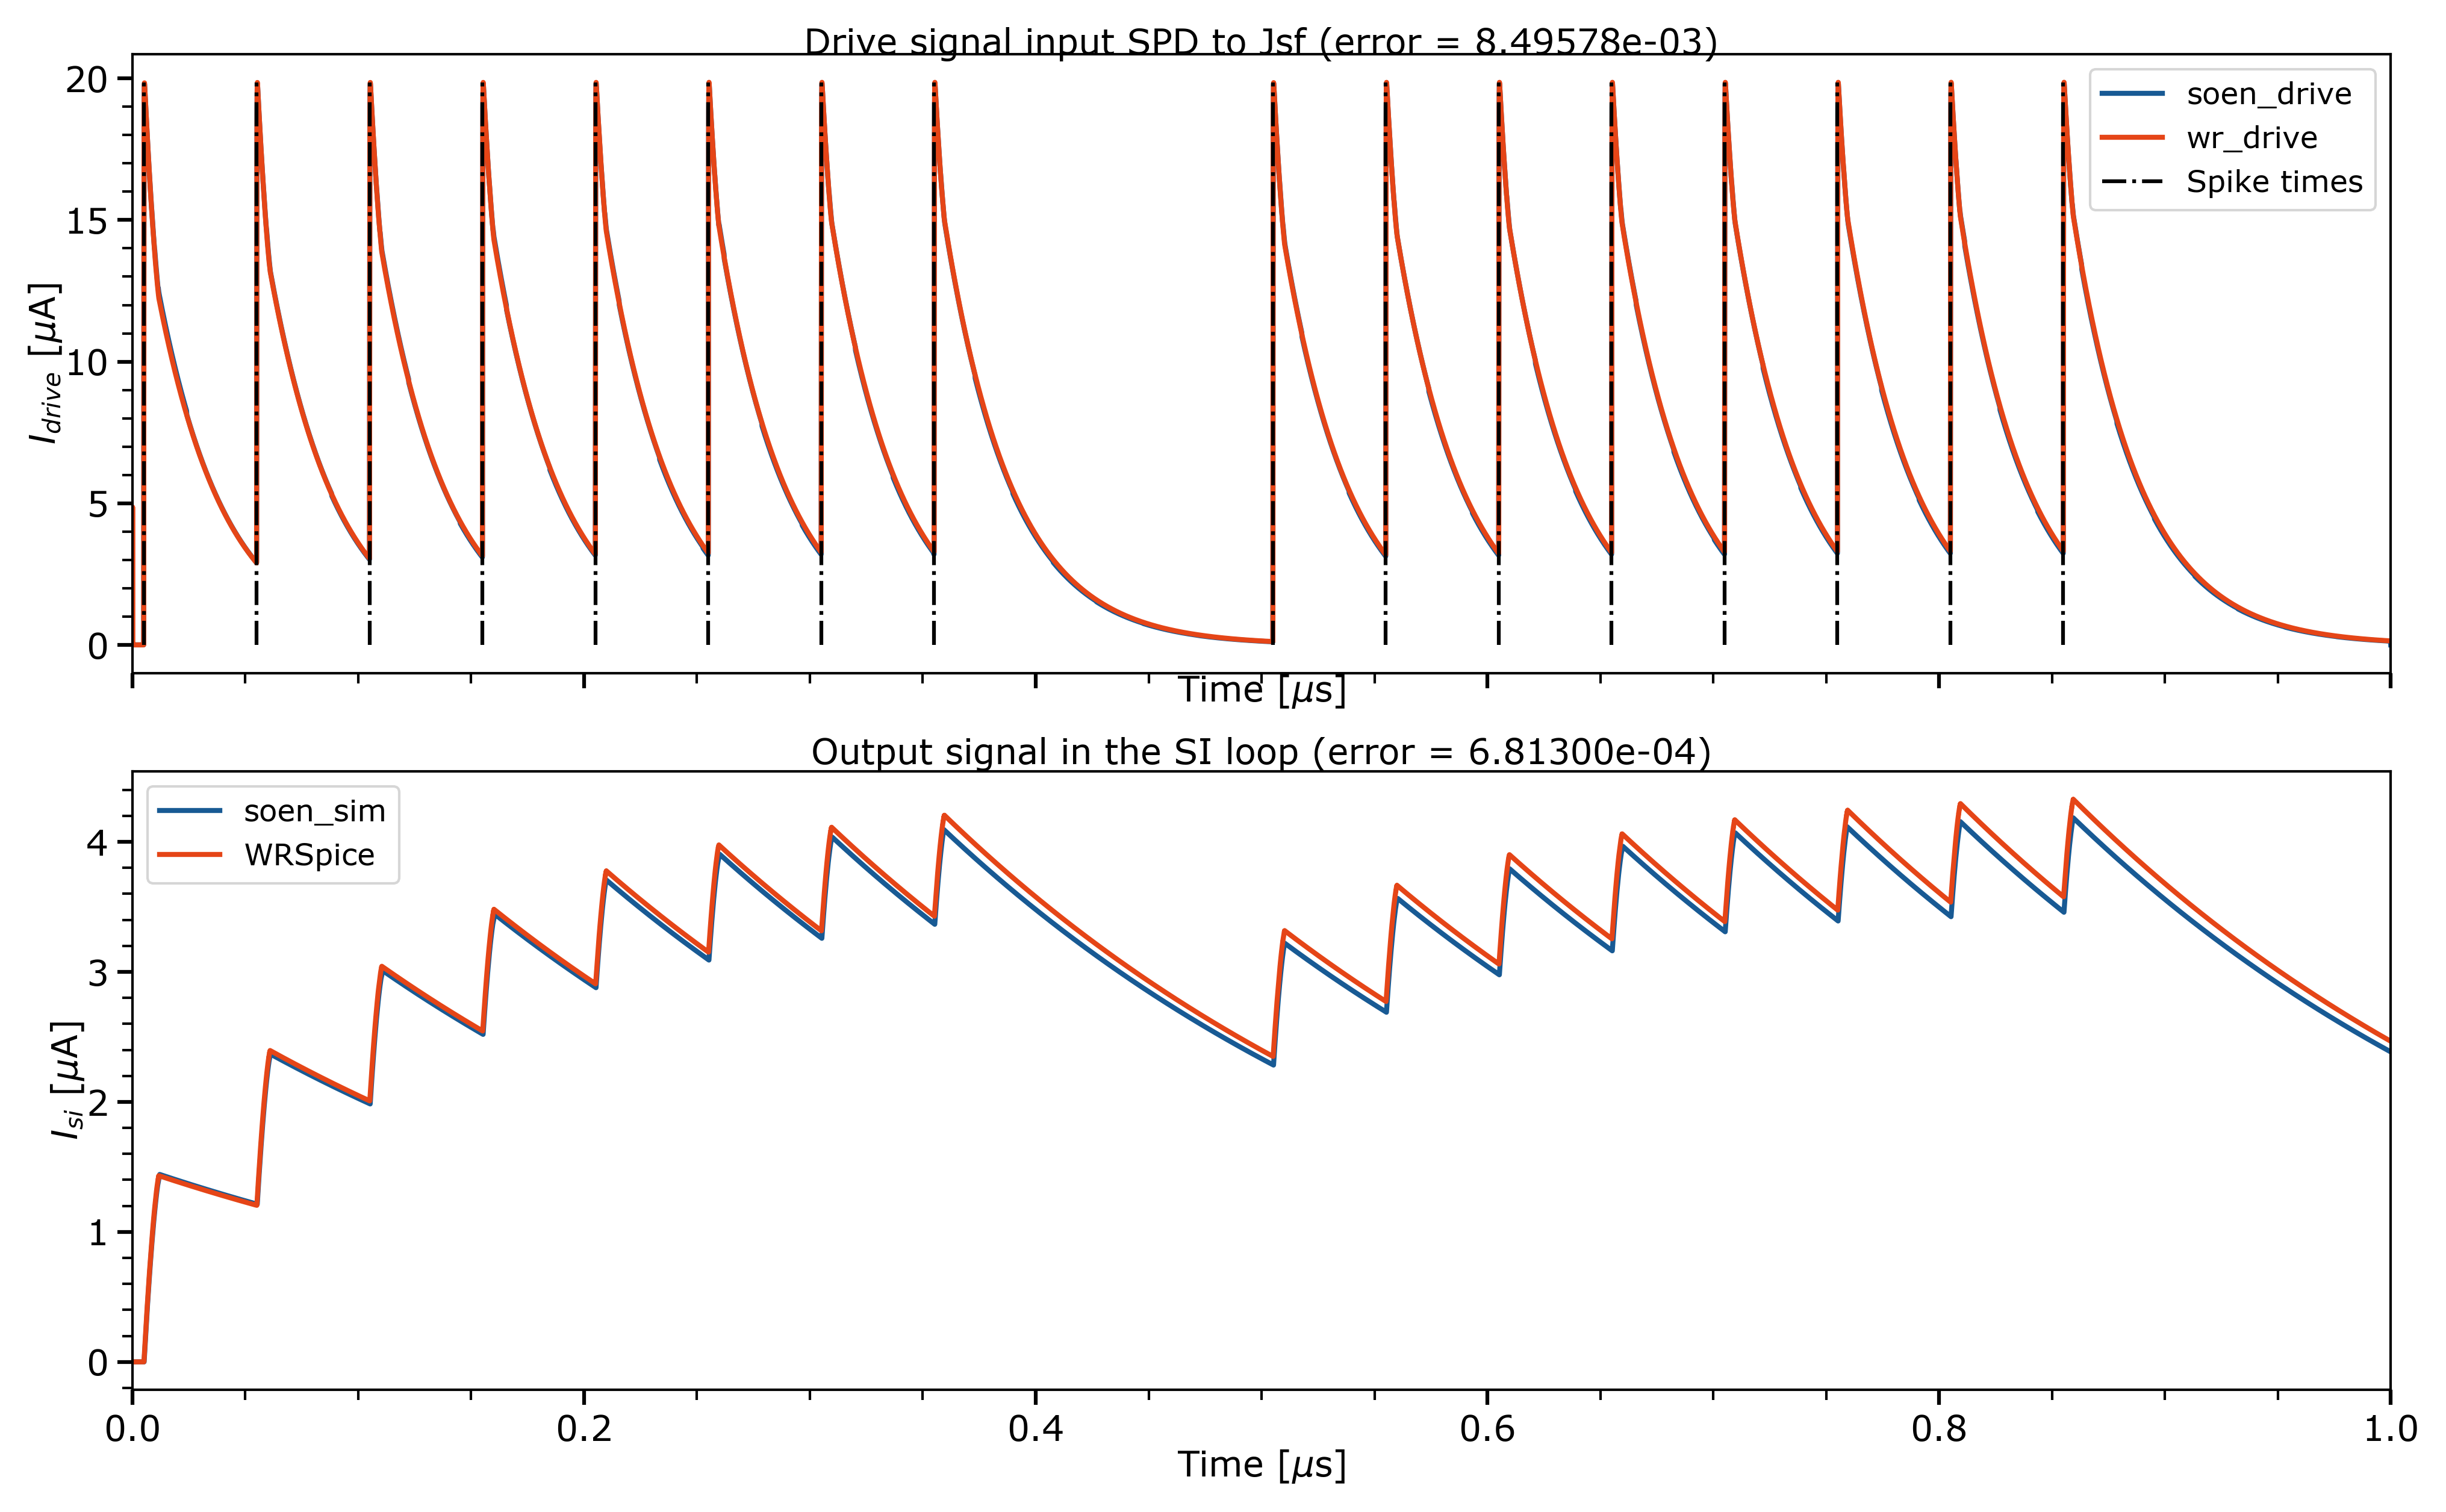 Drive signal input SPD to Jsf (error = 8.49578e-03)
20
15
10
5
0
I_drive [μA]
soen_drive
wr_drive
Spike times
Time [μs]
Output signal in the SI loop (error = 6.81300e-04)
soen_sim
WRSpice
4
3
2
1
0
I_si [μA]
0.0 0.2 0.4 0.6 0.8 1.0
Time [μs]